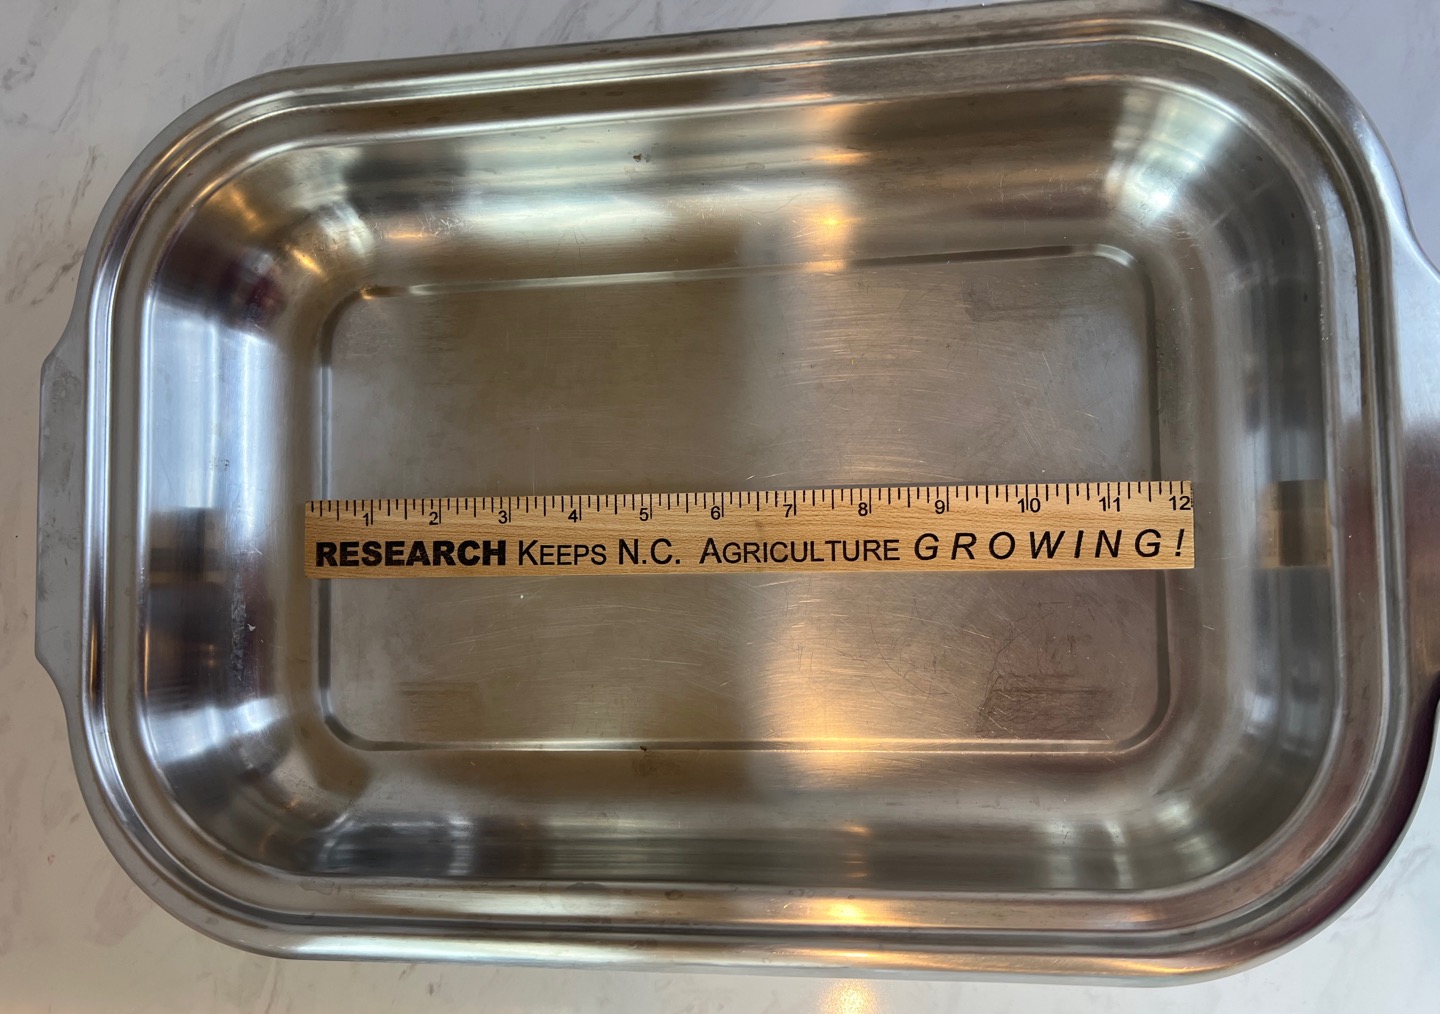 1 2 3 4 5 6 7 8 9 10 11 12
RESEARCH KEEPS N.C. AGRICULTURE GROWING!